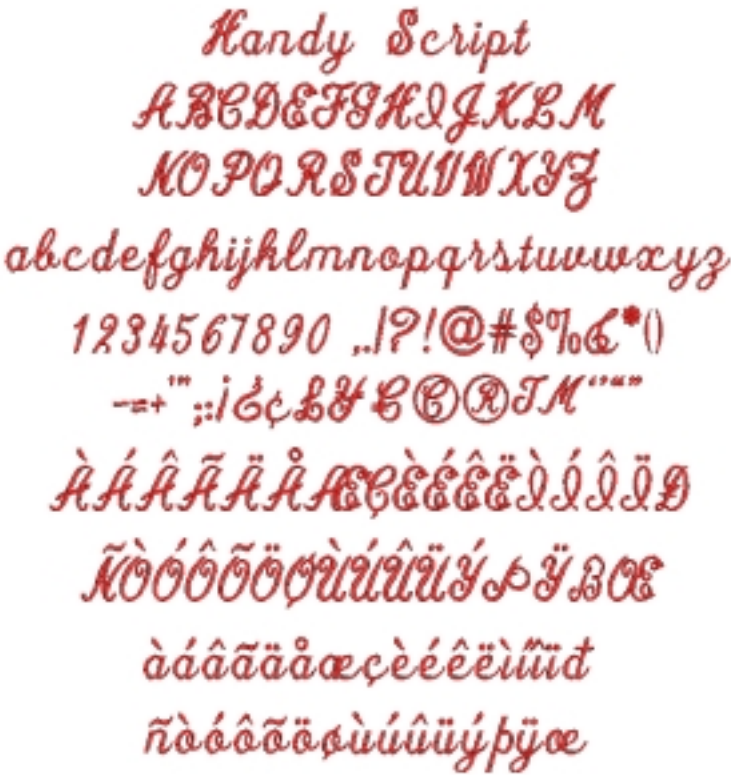 Handy Script
ABCDEFGHIJKLM
NOPQRSTUVWXYZ
abcdefghijklmnopqrstuvwxyz
1234567890 ,./?!@#$%&*()
-=+'";:¡¿¢£¥€©®TM‘’“”
ÀÁÂÃÄÅÆÇÈÉÊËÌÍÎÏÐ
ÑÒÓÔÕÖØÙÚÛÜÝÞŸßŒ
àáâãäåæçèéêëìíîïđ
ñòóôõöøùúûüýþÿœ